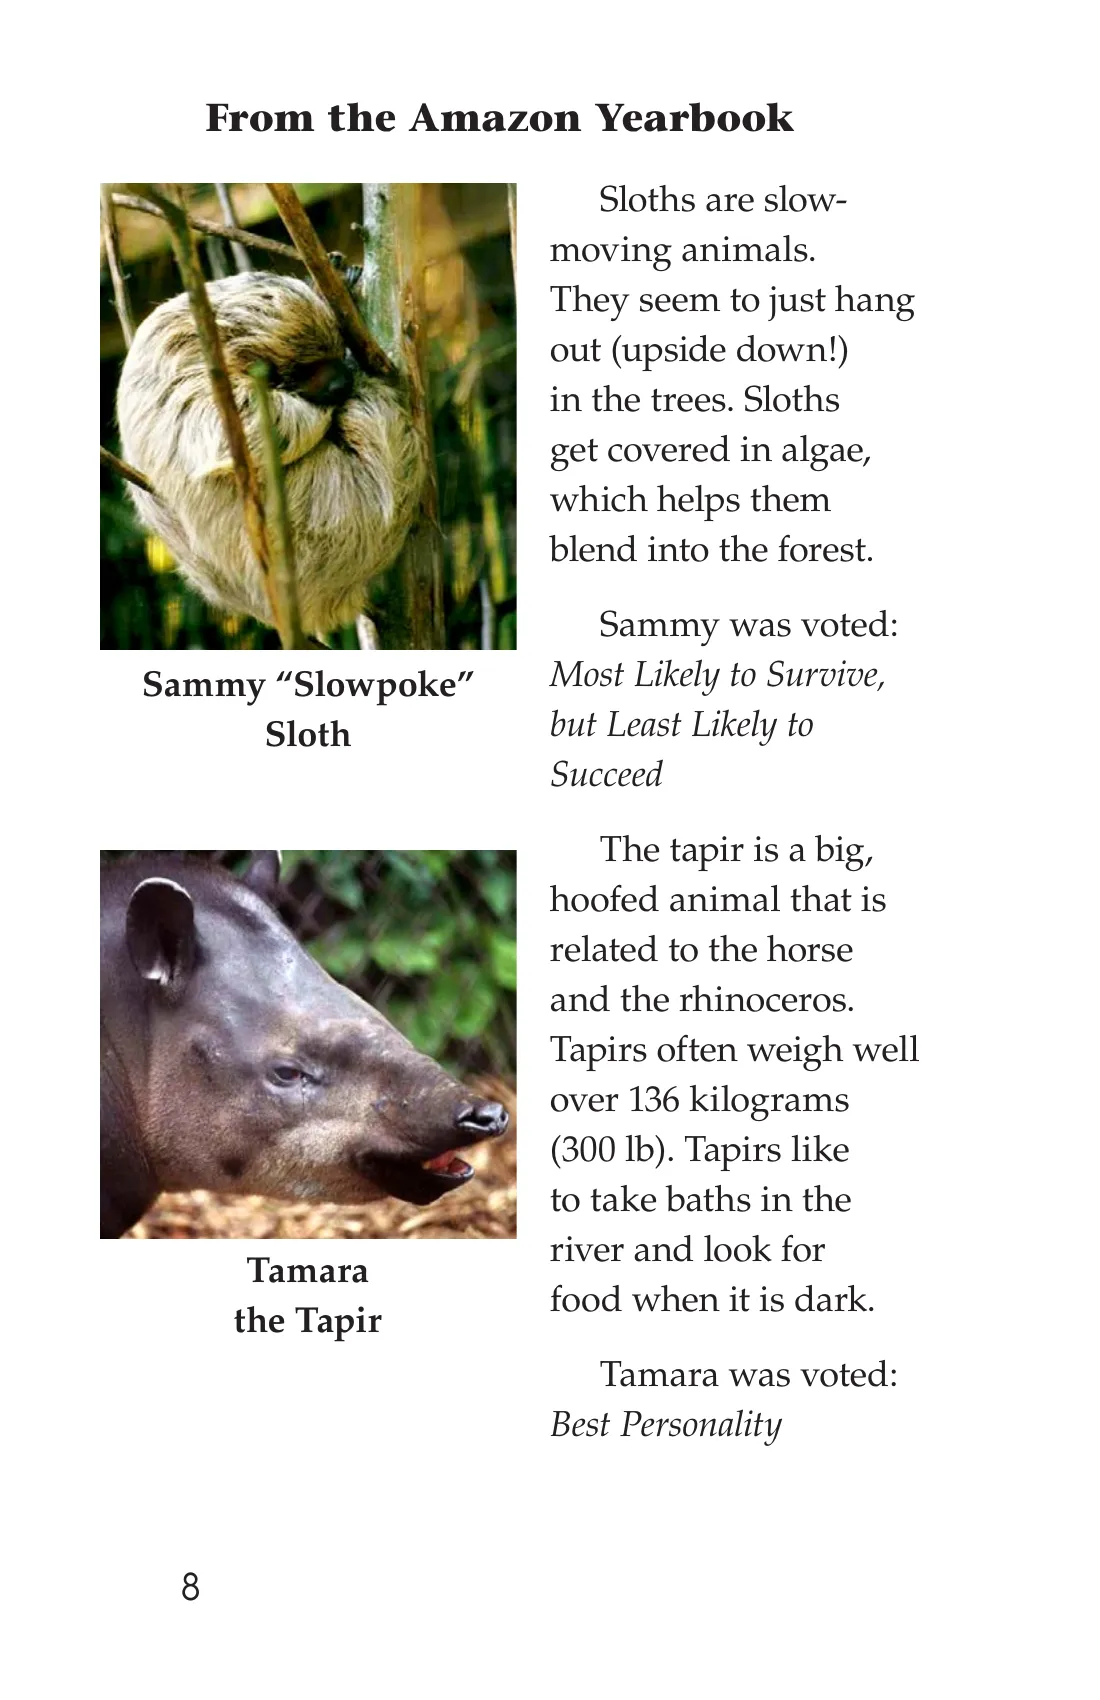 From the Amazon Yearbook
Sammy “Slowpoke”
Sloth
Sloths are slow-
moving animals.
They seem to just hang
out (upside down!)
in the trees. Sloths
get covered in algae,
which helps them
blend into the forest.
Sammy was voted:
Most Likely to Survive,
but Least Likely to
Succeed
Tamara
the Tapir
The tapir is a big,
hoofed animal that is
related to the horse
and the rhinoceros.
Tapirs often weigh well
over 136 kilograms
(300 lb). Tapirs like
to take baths in the
river and look for
food when it is dark.
Tamara was voted:
Best Personality
8